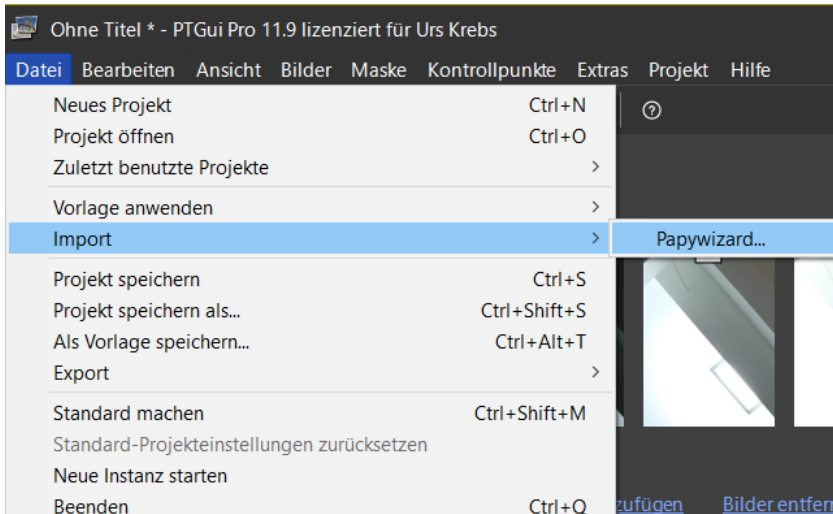 Ohne Titel * - PTGui Pro 11.9 lizenziert für Urs Krebs
Datei Bearbeiten Ansicht Bilder Maske Kontrollpunkte Extras Projekt Hilfe
Neues Projekt Ctrl+N
Projekt öffnen Ctrl+O
Zuletzt benutzte Projekte
Vorlage anwenden
Import
Papywizard...
Projekt speichern Ctrl+S
Projekt speichern als... Ctrl+Shift+S
Als Vorlage speichern... Ctrl+Alt+T
Export
Standard machen Ctrl+Shift+M
Standard-Projekteinstellungen zurücksetzen
Neue Instanz starten
Beenden Ctrl+Q
zufügen Bilder entfer